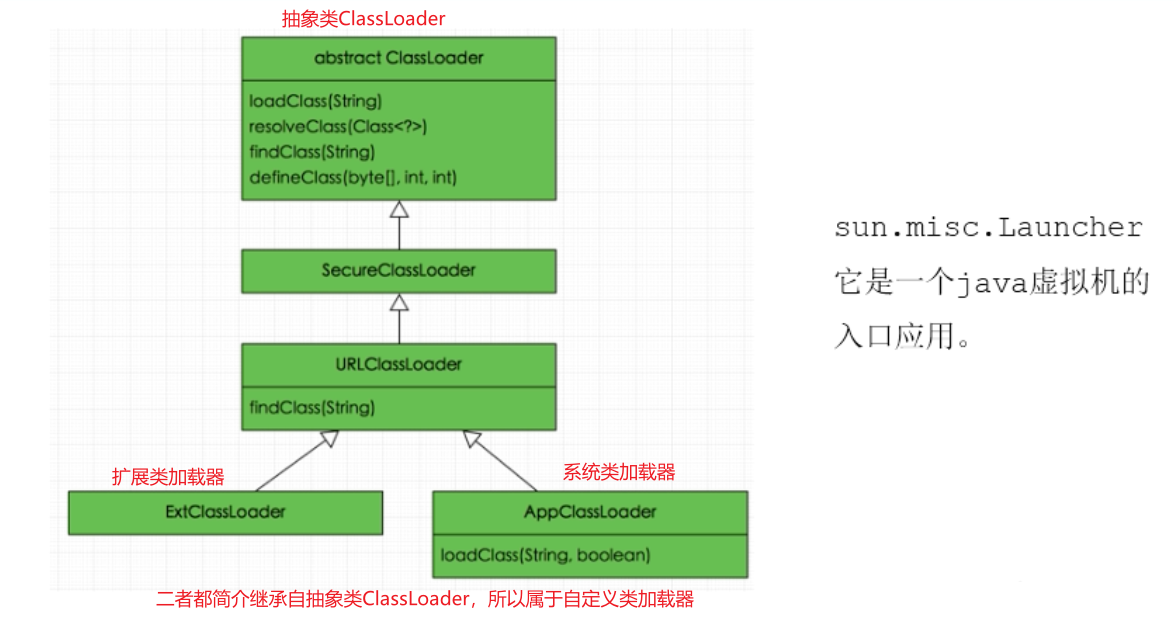 抽象类ClassLoader
abstract ClassLoader
loadClass(String)
resolveClass(Class<?>)
findClass(String)
defineClass(byte[], int, int)
SecureClassLoader
URLClassLoader
findClass(String)
扩展类加载器
系统类加载器
ExtClassLoader
AppClassLoader
loadClass(String, boolean)
二者都简介继承自抽象类ClassLoader，所以属于自定义类加载器
sun.misc.Launcher
它是一个java虚拟机的
入口应用。